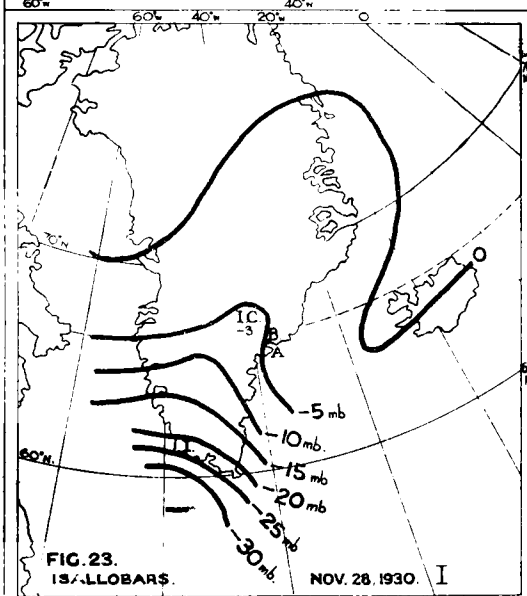 60°W 40°W
60°W 40°W 20°W 0
70°N
O
IC
-3
B
A
-5 mb
-10 mb.
-15 mb
60°N.
-20 mb
-25 mb
-30 mb.
FIG. 23.
ISALLOBARS.
NOV. 28, 1930. I